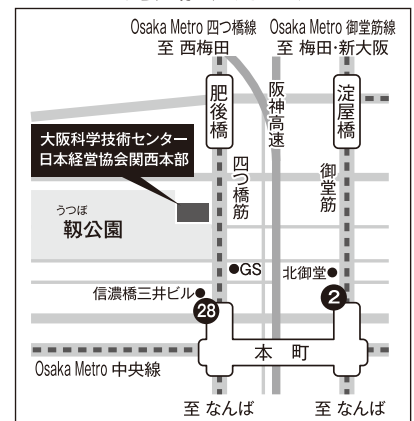 Osaka Metro 四つ橋線
至 西梅田
Osaka Metro 御堂筋線
至 梅田・新大阪
肥後橋
阪神高速
淀屋橋
大阪科学技術センター
日本経営協会関西本部
四つ橋筋
御堂筋
うつぼ
靱公園
GS
北御堂
信濃橋三井ビル
28
2
本町
Osaka Metro 中央線
至 なんば
至 なんば